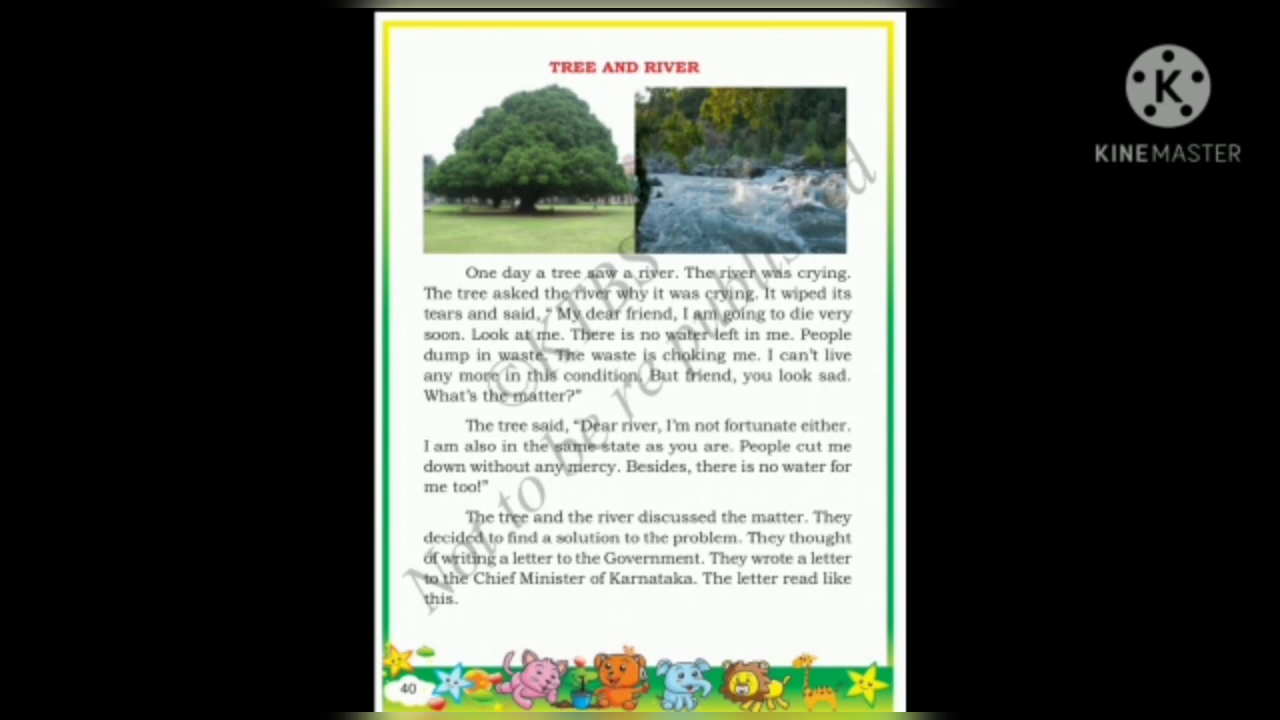 TREE AND RIVER
One day a tree saw a river. The river was crying.
The tree asked the river why it was crying. It wiped its
tears and said, " My dear friend, I am going to die very
soon. Look at me. There is no water left in me. People
dump in waste. The waste is choking me. I can't live
any more in this condition. But friend, you look sad.
What's the matter?"
The tree said, "Dear river, I'm not fortunate either.
I am also in the same state as you are. People cut me
down without any mercy. Besides, there is no water for
me too!"
The tree and the river discussed the matter. They
decided to find a solution to the problem. They thought
of writing a letter to the Government. They wrote a letter
to the Chief Minister of Karnataka. The letter read like
this.
40
©KTBS
Not to be re published
K
KINEMASTER